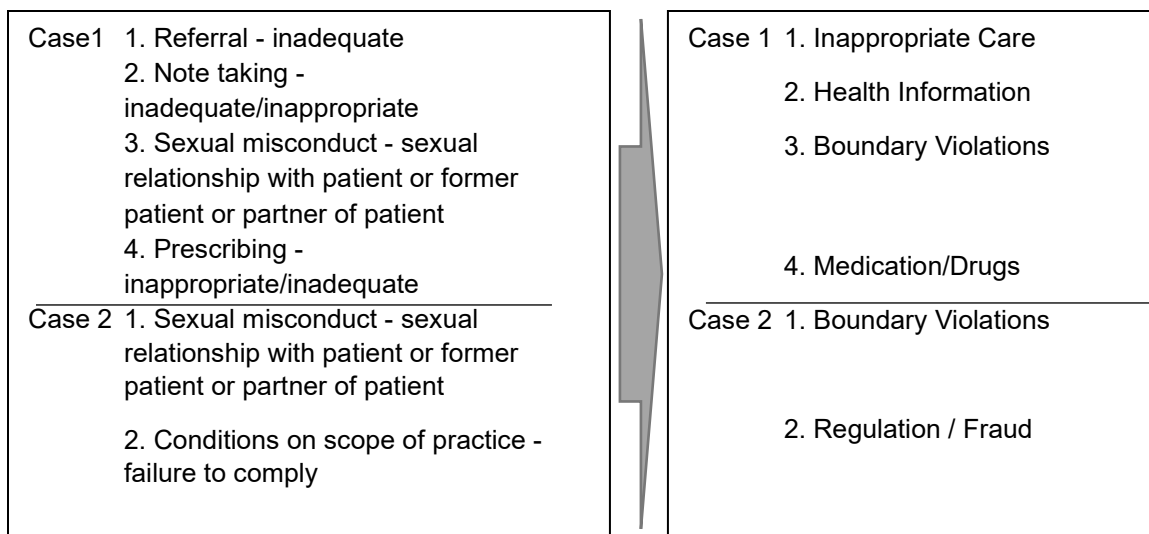 Case1 1. Referral - inadequate
2. Note taking -
inadequate/inappropriate
3. Sexual misconduct - sexual
relationship with patient or former
patient or partner of patient
4. Prescribing -
inappropriate/inadequate
Case 2 1. Sexual misconduct - sexual
relationship with patient or former
patient or partner of patient
2. Conditions on scope of practice -
failure to comply
Case 1 1. Inappropriate Care
2. Health Information
3. Boundary Violations
4. Medication/Drugs
Case 2 1. Boundary Violations
2. Regulation / Fraud